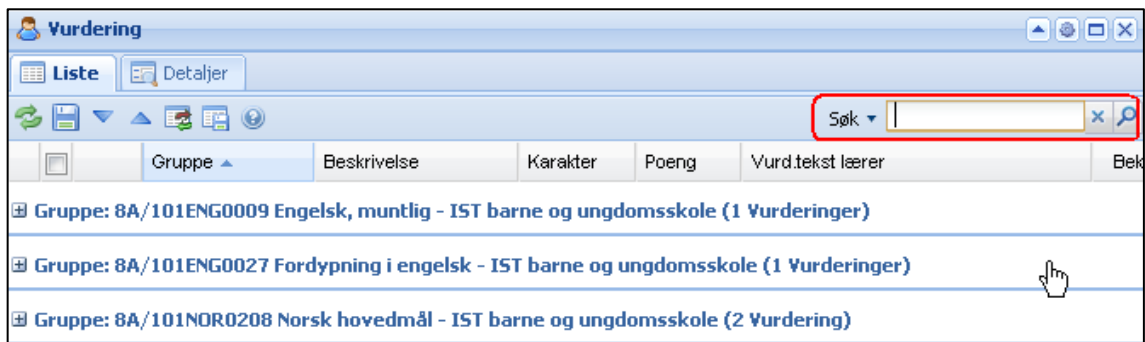 Vurdering
Liste Detaljer
Søk
Gruppe Beskrivelse Karakter Poeng Vurd.tekst lærer Bek
Gruppe: 8A/101ENG0009 Engelsk, muntlig - IST barne og ungdomsskole (1 Vurderinger)
Gruppe: 8A/101ENG0027 Fordypning i engelsk - IST barne og ungdomsskole (1 Vurderinger)
Gruppe: 8A/101NOR0208 Norsk hovedmål - IST barne og ungdomsskole (2 Vurdering)